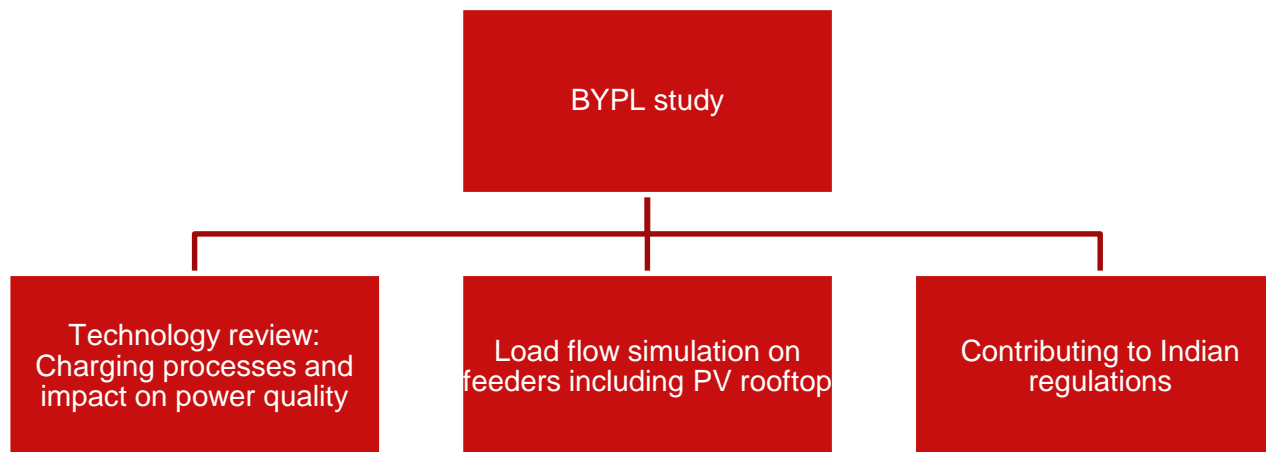 BYPL study
Technology review:
Charging processes and
impact on power quality
Load flow simulation on
feeders including PV rooftop
Contributing to Indian
regulations